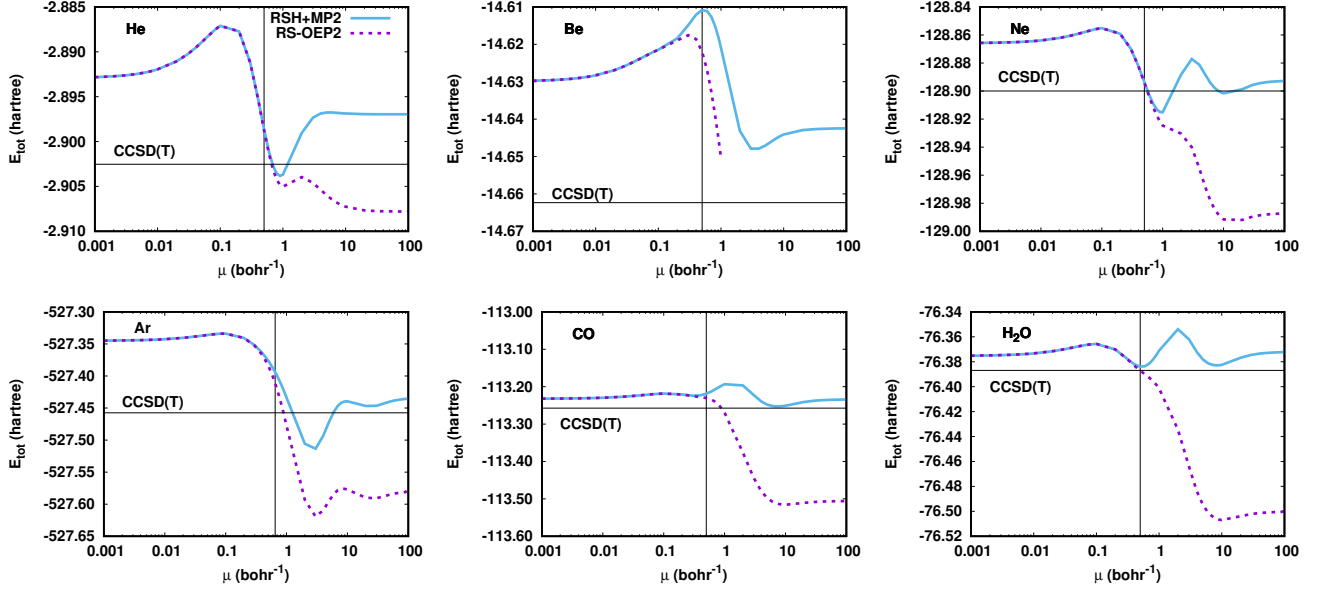 He
RSH+MP2
RS-OEP2
CCSD(T)
E_tot (hartree)
-2.885
-2.890
-2.895
-2.900
-2.905
-2.910
0.001 0.01 0.1 1 10 100
μ (bohr⁻¹)
Be
CCSD(T)
E_tot (hartree)
-14.61
-14.62
-14.63
-14.64
-14.65
-14.66
-14.67
0.001 0.01 0.1 1 10 100
μ (bohr⁻¹)
Ne
CCSD(T)
E_tot (hartree)
-128.84
-128.86
-128.88
-128.90
-128.92
-128.94
-128.96
-128.98
-129.00
0.001 0.01 0.1 1 10 100
μ (bohr⁻¹)
Ar
CCSD(T)
E_tot (hartree)
-527.30
-527.35
-527.40
-527.45
-527.50
-527.55
-527.60
-527.65
0.001 0.01 0.1 1 10 100
μ (bohr⁻¹)
CO
CCSD(T)
E_tot (hartree)
-113.00
-113.10
-113.20
-113.30
-113.40
-113.50
-113.60
0.001 0.01 0.1 1 10 100
μ (bohr⁻¹)
H₂O
CCSD(T)
E_tot (hartree)
-76.34
-76.36
-76.38
-76.40
-76.42
-76.44
-76.46
-76.48
-76.50
-76.52
0.001 0.01 0.1 1 10 100
μ (bohr⁻¹)